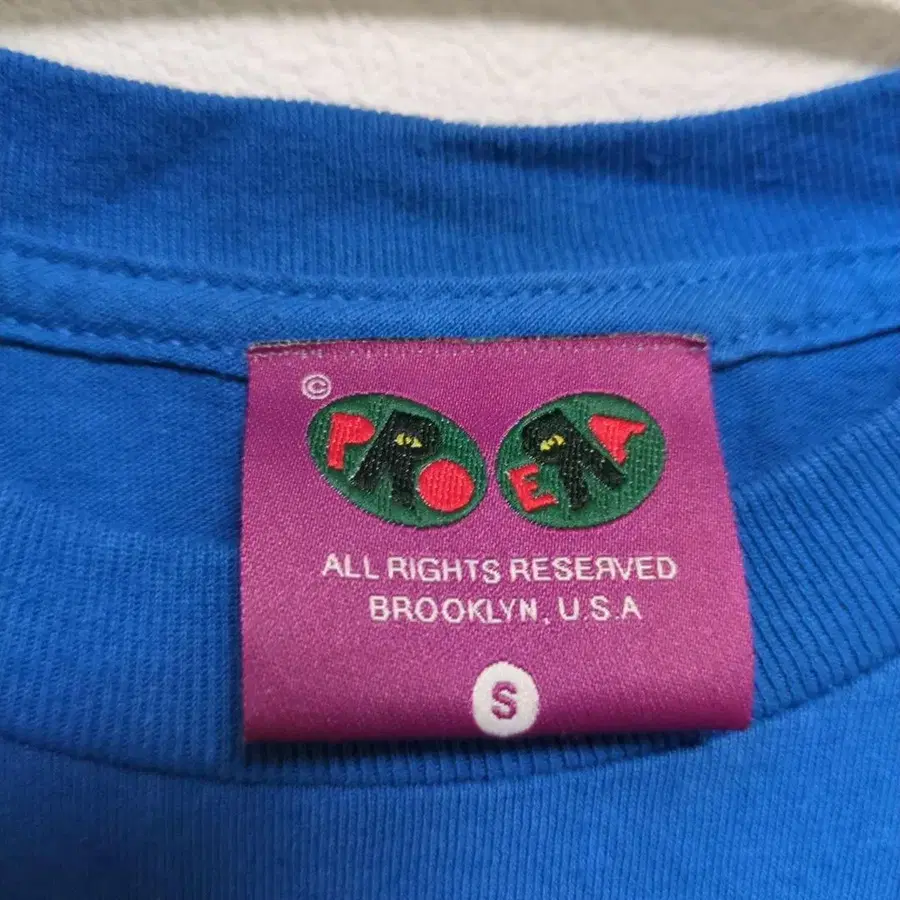 ©
PRO ERA
ALL RIGHTS RESERVED
BROOKLYN, U.S.A
S